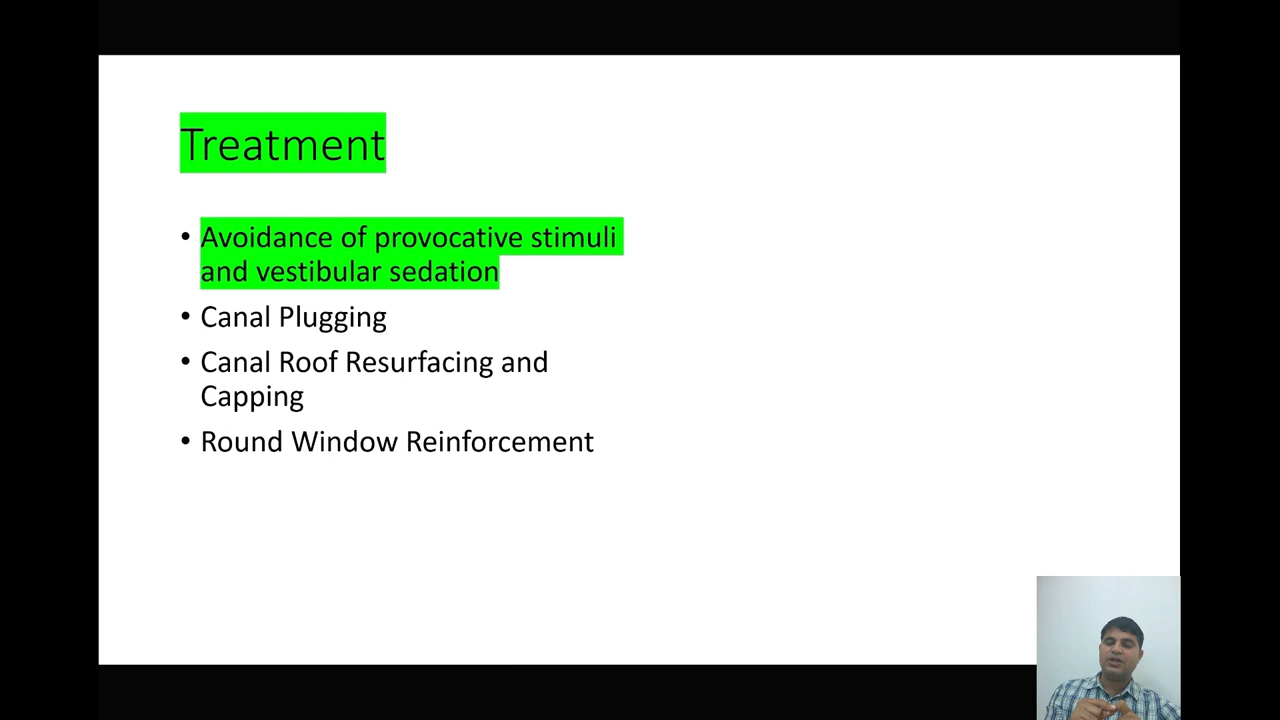 Treatment
• Avoidance of provocative stimuli
and vestibular sedation
• Canal Plugging
• Canal Roof Resurfacing and
Capping
• Round Window Reinforcement